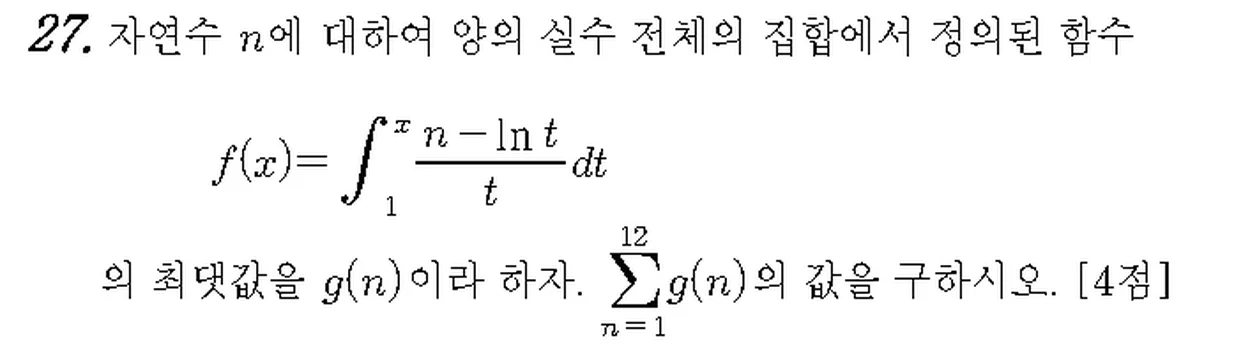 27. 자연수 n에 대하여 양의 실수 전체의 집합에서 정의된 함수
f(x)=∫₁ˣ (n−ln t)/t dt
의 최댓값을 g(n)이라 하자. ∑_{n=1}^{12} g(n)의 값을 구하시오. [4점]